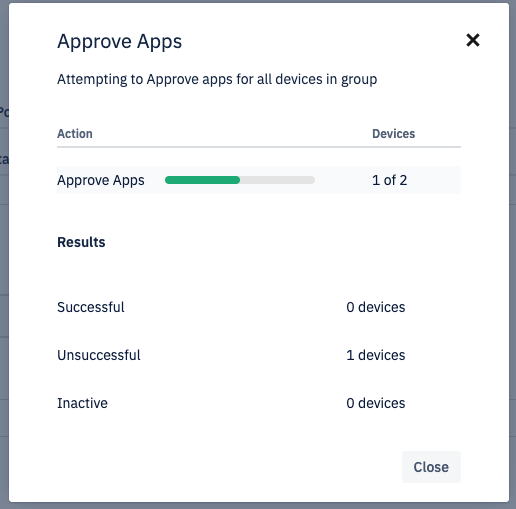 Approve Apps
Attempting to Approve apps for all devices in group
Action Devices
Approve Apps 1 of 2
Results
Successful 0 devices
Unsuccessful 1 devices
Inactive 0 devices
Close